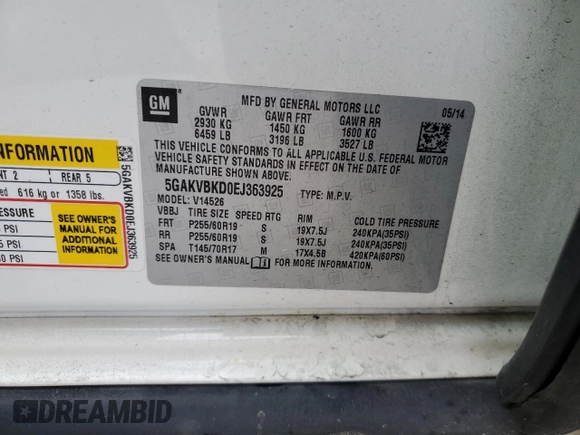 GM
MFD BY GENERAL MOTORS LLC
05/14
GVWR GAWR FRT GAWR RR
2930 KG 1450 KG 1600 KG
6459 LB 3196 LB 3527 LB
THIS VEHICLE CONFORMS TO ALL APPLICABLE U.S. FEDERAL MOTOR
VEHICLE SAFETY STANDARDS IN EFFECT ON THE DATE OF
MANUFACTURE SHOWN ABOVE.
5GAKVBKD0EJ363925 TYPE: M.P.V.
MODEL: V14526
VBBJ TIRE SIZE SPEED RTG RIM COLD TIRE PRESSURE
FRT P255/60R19 S 19X7.5J 240KPA(35PSI)
RR P255/60R19 S 19X7.5J 240KPA(35PSI)
SPA T145/70R17 M 17X4.5B 420KPA(60PSI)
SEE OWNER'S MANUAL FOR MORE INFORMATION.
NFORMATION
NT 2 REAR 5
ed 616 kg or 1358 lbs.
ESSURE
PSI
5 PSI
0 PSI
SEE OWNER'S
MANUAL FOR
ADDITIONAL
INFORMATION
5GAKVBKD0EJ363925
DREAMBID